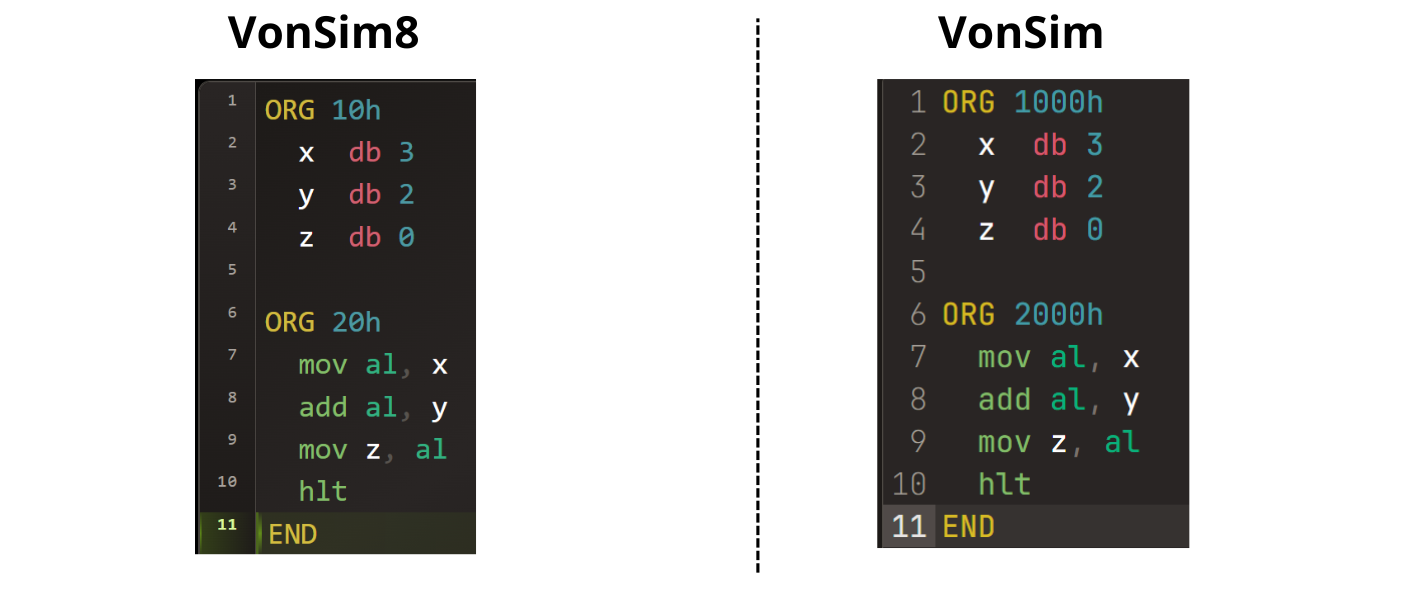 VonSim8
1 ORG 10h
2 x db 3
3 y db 2
4 z db 0
5
6 ORG 20h
7 mov al, x
8 add al, y
9 mov z, al
10 hlt
11 END
VonSim
1 ORG 1000h
2 x db 3
3 y db 2
4 z db 0
5
6 ORG 2000h
7 mov al, x
8 add al, y
9 mov z, al
10 hlt
11 END